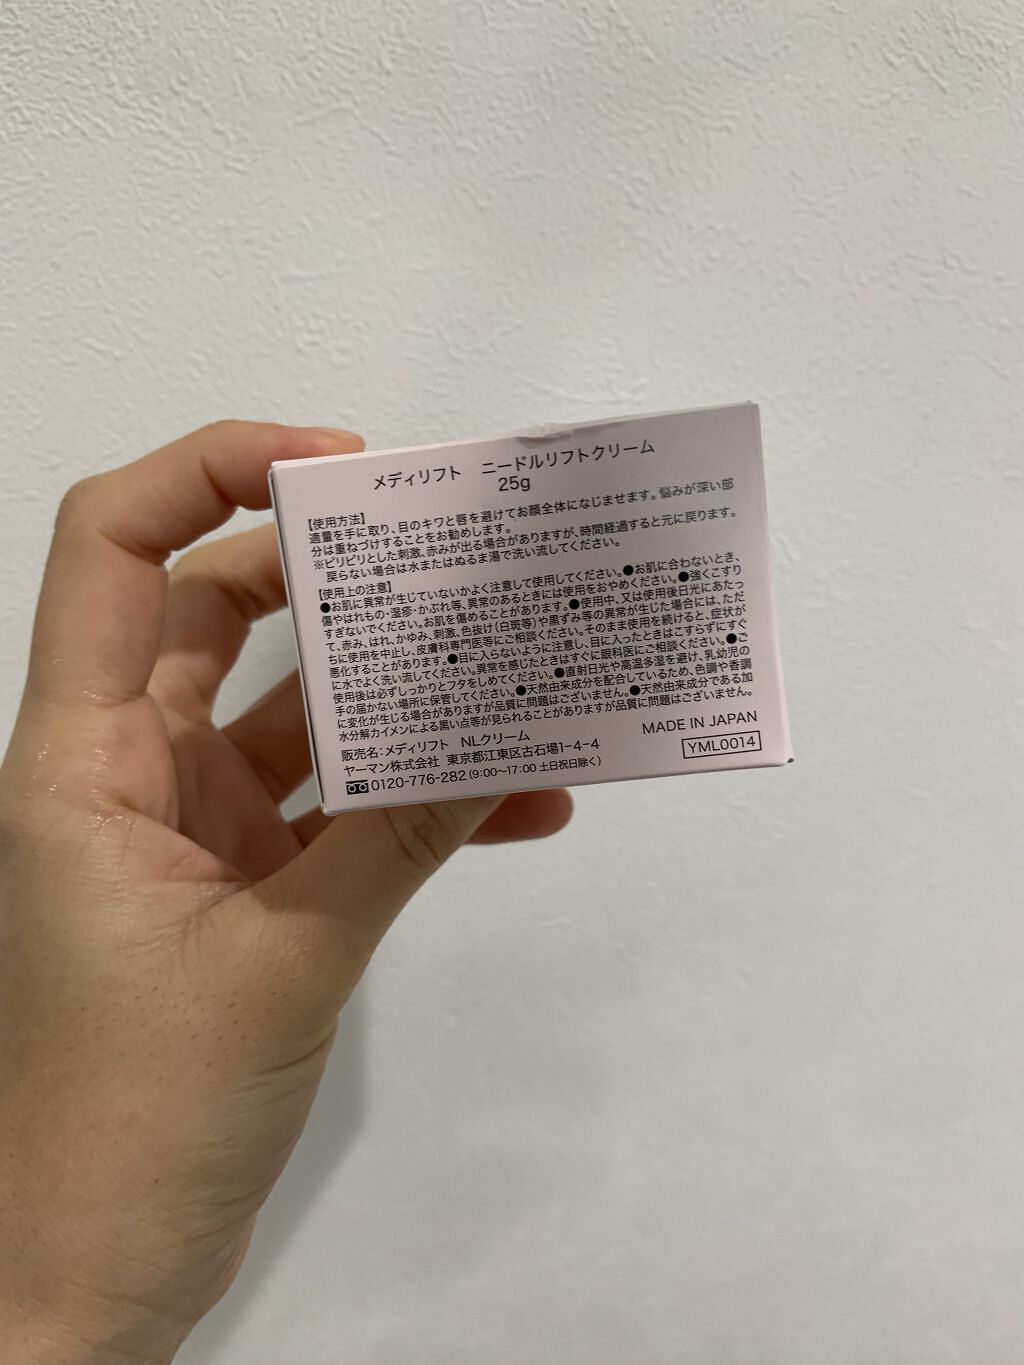 メディリフト　ニードルリフトクリーム
25g
【使用方法】
適量を手に取り、目のキワと唇を避けてお顔全体になじませます。悩みが深い部
分は重ねづけすることをお勧めします。
※ピリピリとした刺激、赤みが出る場合がありますが、時間経過すると元に戻ります。
戻らない場合は水またはぬるま湯で洗い流してください。
【使用上の注意】
●お肌に異常が生じていないかよく注意して使用してください。●お肌に合わないとき、
傷やはれもの・湿疹・かぶれ等、異常のあるときには使用をおやめください。●強くこすり
すぎないでください。お肌を傷めることがあります。●使用中、又は使用後日光にあたっ
て、赤み、はれ、かゆみ、刺激、色抜け(白斑等)や黒ずみ等の異常が生じた場合には、ただ
ちに使用を中止し、皮膚科専門医等にご相談ください。そのまま使用を続けると、症状が
悪化することがあります。●目に入らないように注意し、目に入ったときはこすらずにすぐ
に水でよく洗い流してください。異常を感じたときはすぐに眼科医にご相談ください。●ご
使用後は必ずしっかりとフタをしめてください。●直射日光や高温多湿を避け、乳幼児の
手の届かない場所に保管してください。●天然由来成分を配合しているため、色調や香調
に変化が生じる場合がありますが品質に問題はございません。●天然由来成分である加
水分解カイメンによる黒い点等が見られることがありますが品質に問題はございません。
販売名：メディリフト　NLクリーム
ヤーマン株式会社 東京都江東区古石場1-4-4
0120-776-282(9:00〜17:00 土日祝日除く)
MADE IN JAPAN
YML0014